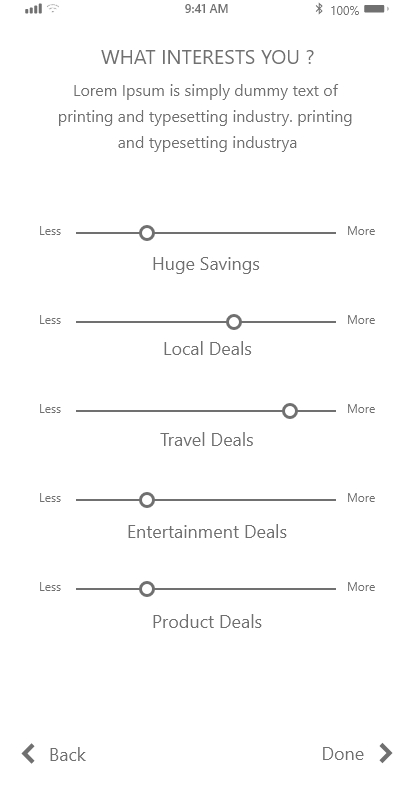 9:41 AM 100%
WHAT INTERESTS YOU ?
Lorem Ipsum is simply dummy text of
printing and typesetting industry. printing
and typesetting industrya
Less More
Huge Savings
Less More
Local Deals
Less More
Travel Deals
Less More
Entertainment Deals
Less More
Product Deals
Back Done